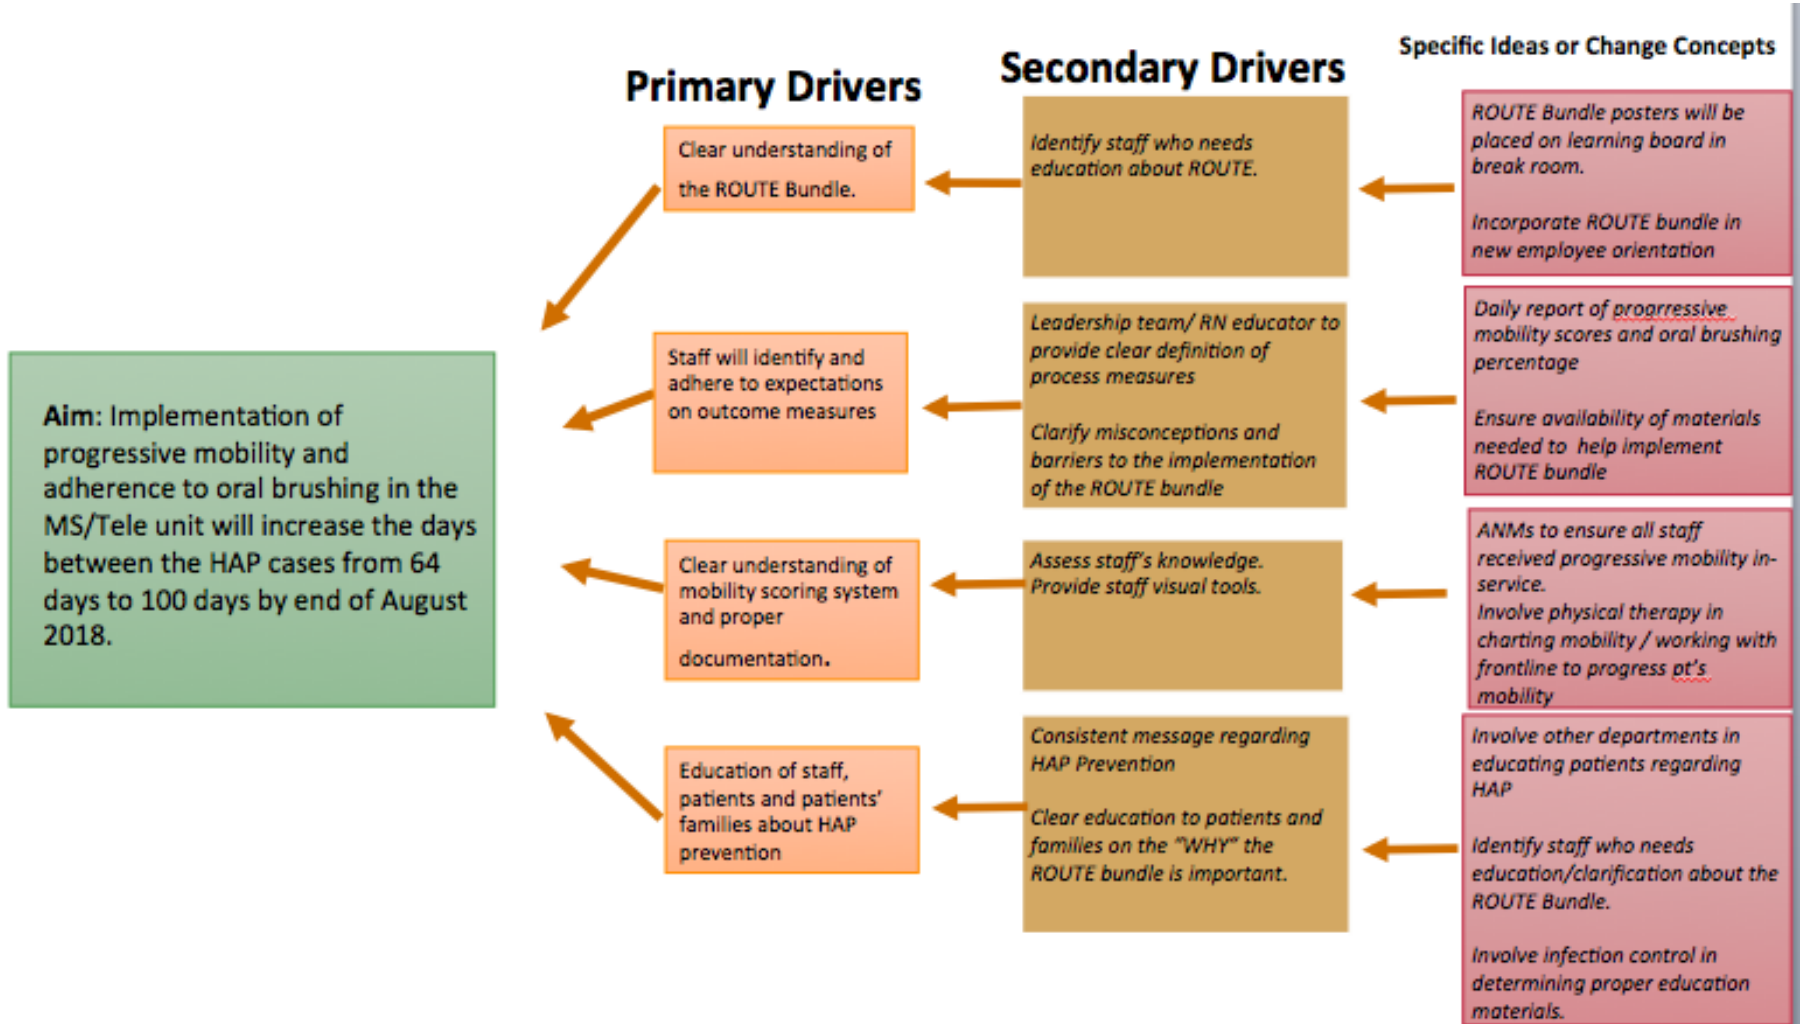 Specific Ideas or Change Concepts
Secondary Drivers
Primary Drivers
Aim: Implementation of
progressive mobility and
adherence to oral brushing in the
MS/Tele unit will increase the days
between the HAP cases from 64
days to 100 days by end of August
2018.
Clear understanding of
the ROUTE Bundle.
Identify staff who needs
education about ROUTE.
ROUTE Bundle posters will be
placed on learning board in
break room.
Incorporate ROUTE bundle in
new employee orientation
Staff will identify and
adhere to expectations
on outcome measures
Leadership team/ RN educator to
provide clear definition of
process measures
Clarify misconceptions and
barriers to the implementation
of the ROUTE bundle
Daily report of progrressive
mobility scores and oral brushing
percentage
Ensure availability of materials
needed to help implement
ROUTE bundle
Clear understanding of
mobility scoring system
and proper
documentation.
Assess staff's knowledge.
Provide staff visual tools.
ANMs to ensure all staff
received progressive mobility in-
service.
Involve physical therapy in
charting mobility / working with
frontline to progress pt's
mobility
Education of staff,
patients and patients'
families about HAP
prevention
Consistent message regarding
HAP Prevention
Clear education to patients and
families on the "WHY" the
ROUTE bundle is important.
Involve other departments in
educating patients regarding
HAP
Identify staff who needs
education/clarification about the
ROUTE Bundle.
Involve infection control in
determining proper education
materials.